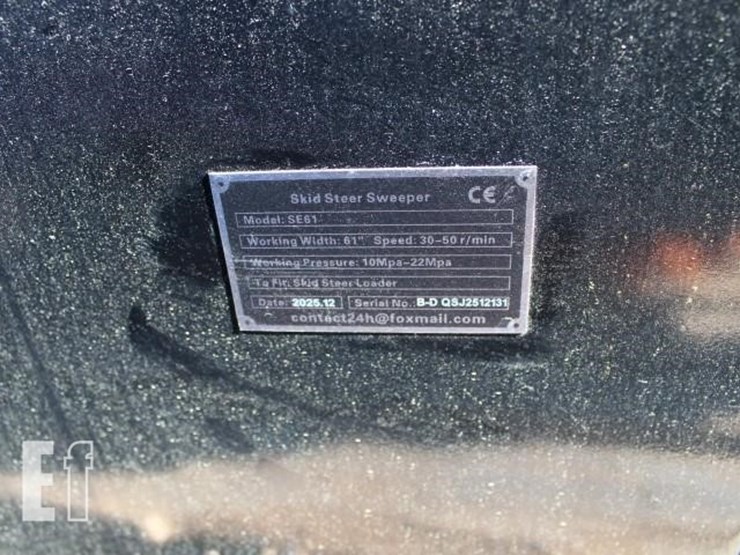 Skid Steer Sweeper CE
Model: SE61
Working Width: 61" Speed: 30-50 r/min
Working Pressure: 10Mpa-22Mpa
To Fit: Skid Steer Loader
Date: 2025.12 Serial No. B-D QSJ2512131
contact24h@foxmail.com
Ef